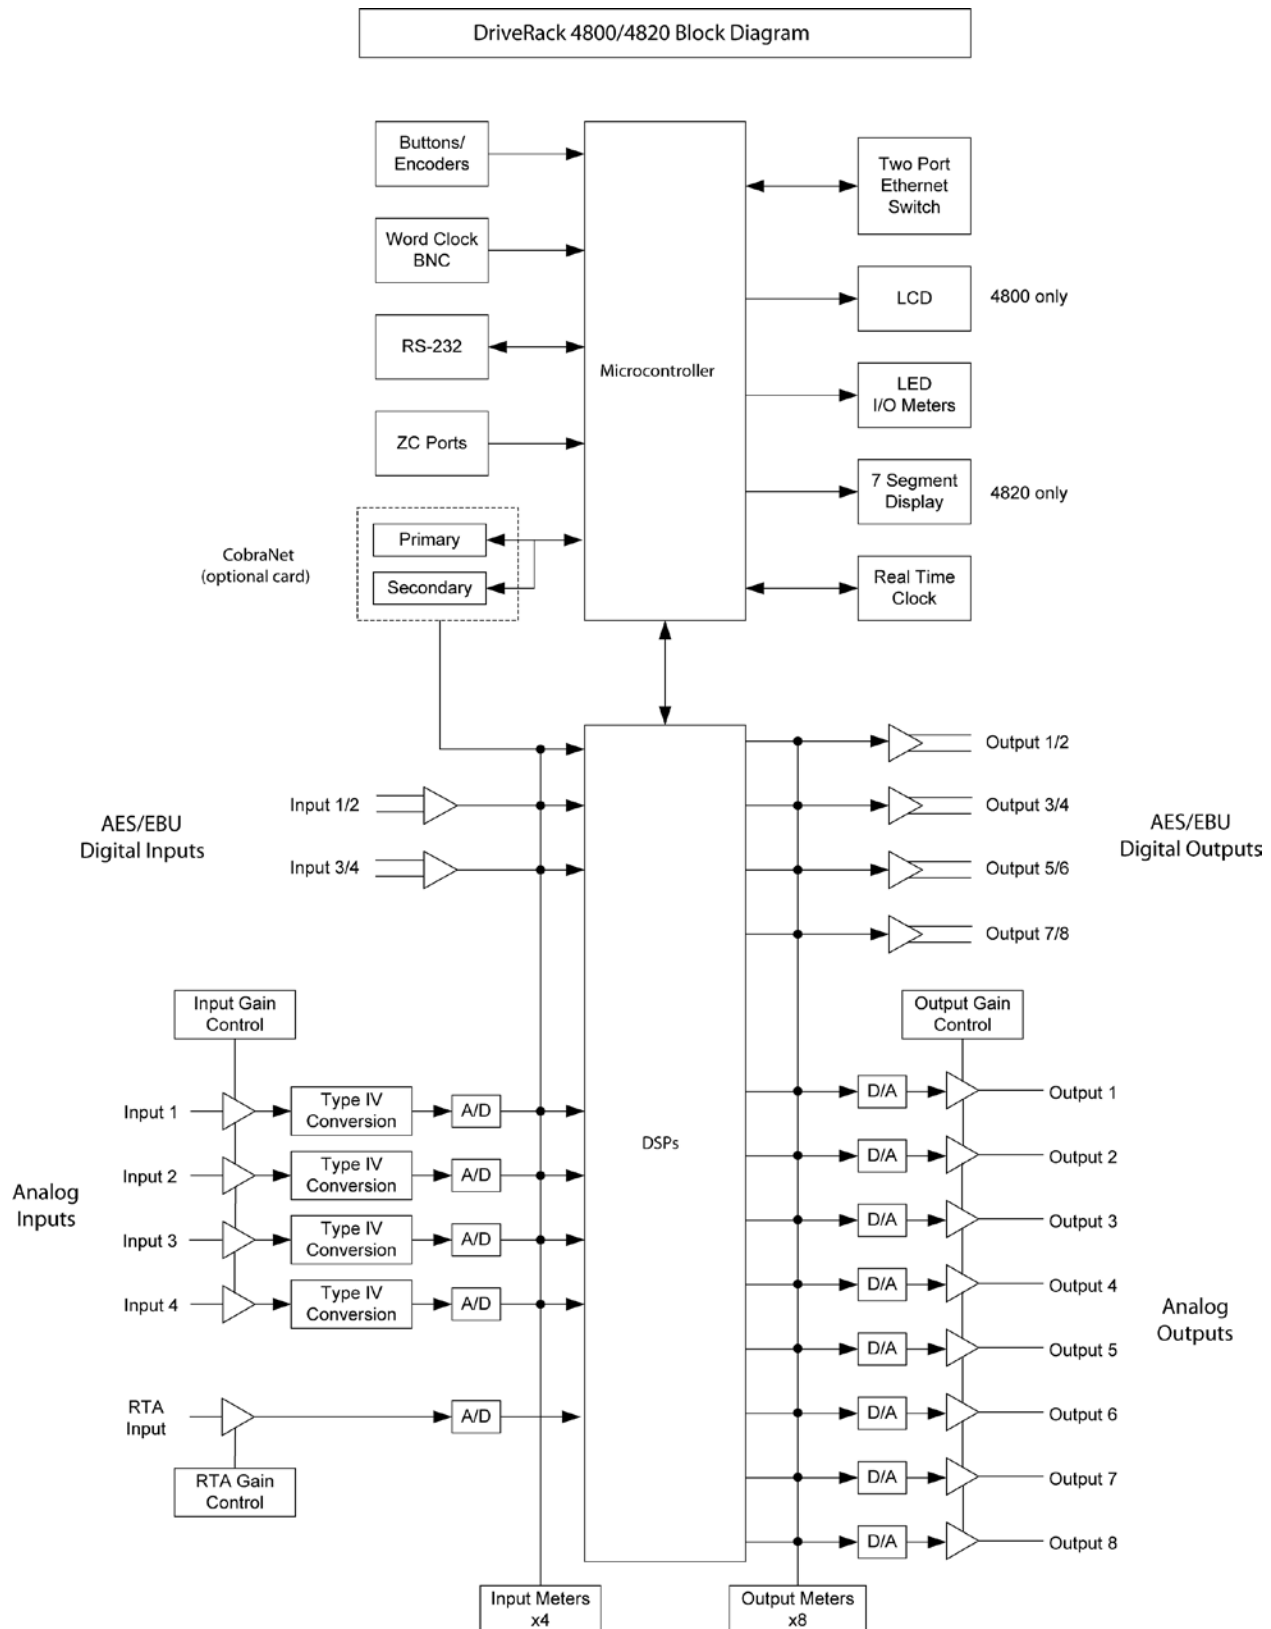 DriveRack 4800/4820 Block Diagram
Buttons/
Encoders
Word Clock
BNC
RS-232
ZC Ports
CobraNet
(optional card)
Primary
Secondary
Microcontroller
Two Port
Ethernet
Switch
LCD
4800 only
LED
I/O Meters
7 Segment
Display
4820 only
Real Time
Clock
AES/EBU
Digital Inputs
Input 1/2
Input 3/4
DSPs
Output 1/2
Output 3/4
Output 5/6
Output 7/8
AES/EBU
Digital Outputs
Input Gain
Control
Analog
Inputs
Input 1
Type IV
Conversion
A/D
Input 2
Type IV
Conversion
A/D
Input 3
Type IV
Conversion
A/D
Input 4
Type IV
Conversion
A/D
RTA
Input
A/D
RTA Gain
Control
Output Gain
Control
D/A
Output 1
D/A
Output 2
D/A
Output 3
D/A
Output 4
D/A
Output 5
D/A
Output 6
D/A
Output 7
D/A
Output 8
Analog
Outputs
Input Meters
x4
Output Meters
x8